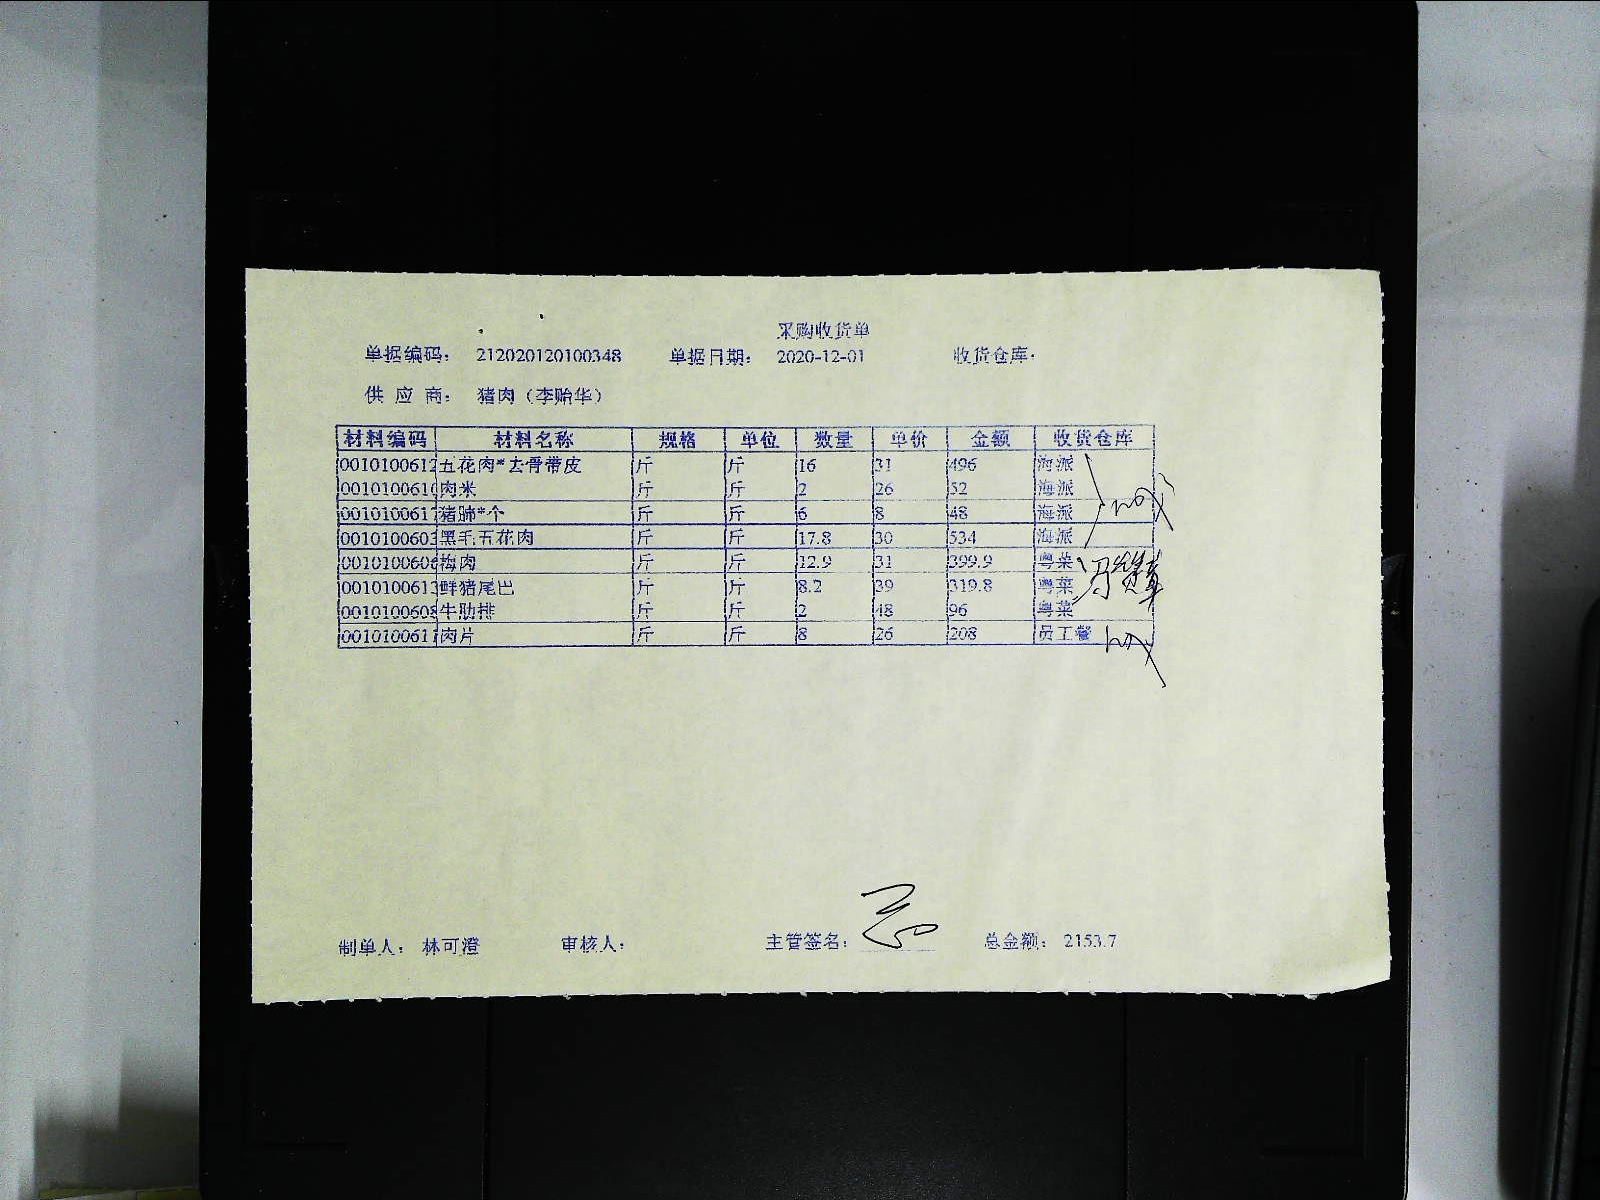 采购收货单
单据编码： 212020120100348 单据日期： 2020-12-01 收货仓库：
供 应 商： 猪肉（李贻华）
材料编码 材料名称 规格 单位 数量 单价 金额 收货仓库
0010100612 五花肉*去骨带皮 斤 斤 16 31 496 海派
001010061 肉米 斤 斤 2 26 52 海派
0010100617 猪肺*个 斤 斤 6 8 48 海派
0010100603 黑毛五花肉 斤 斤 17.8 30 534 海派
001010060 梅肉 斤 斤 12.9 31 399.9 粤菜
0010100613 鲜猪尾巴 斤 斤 8.2 39 319.8 粤菜
0010100608 牛肋排 斤 斤 2 48 96 粤菜
001010061 肉片 斤 斤 8 26 208 员工餐
制单人： 林可澄 审核人： 主管签名： 总金额： 2153.7